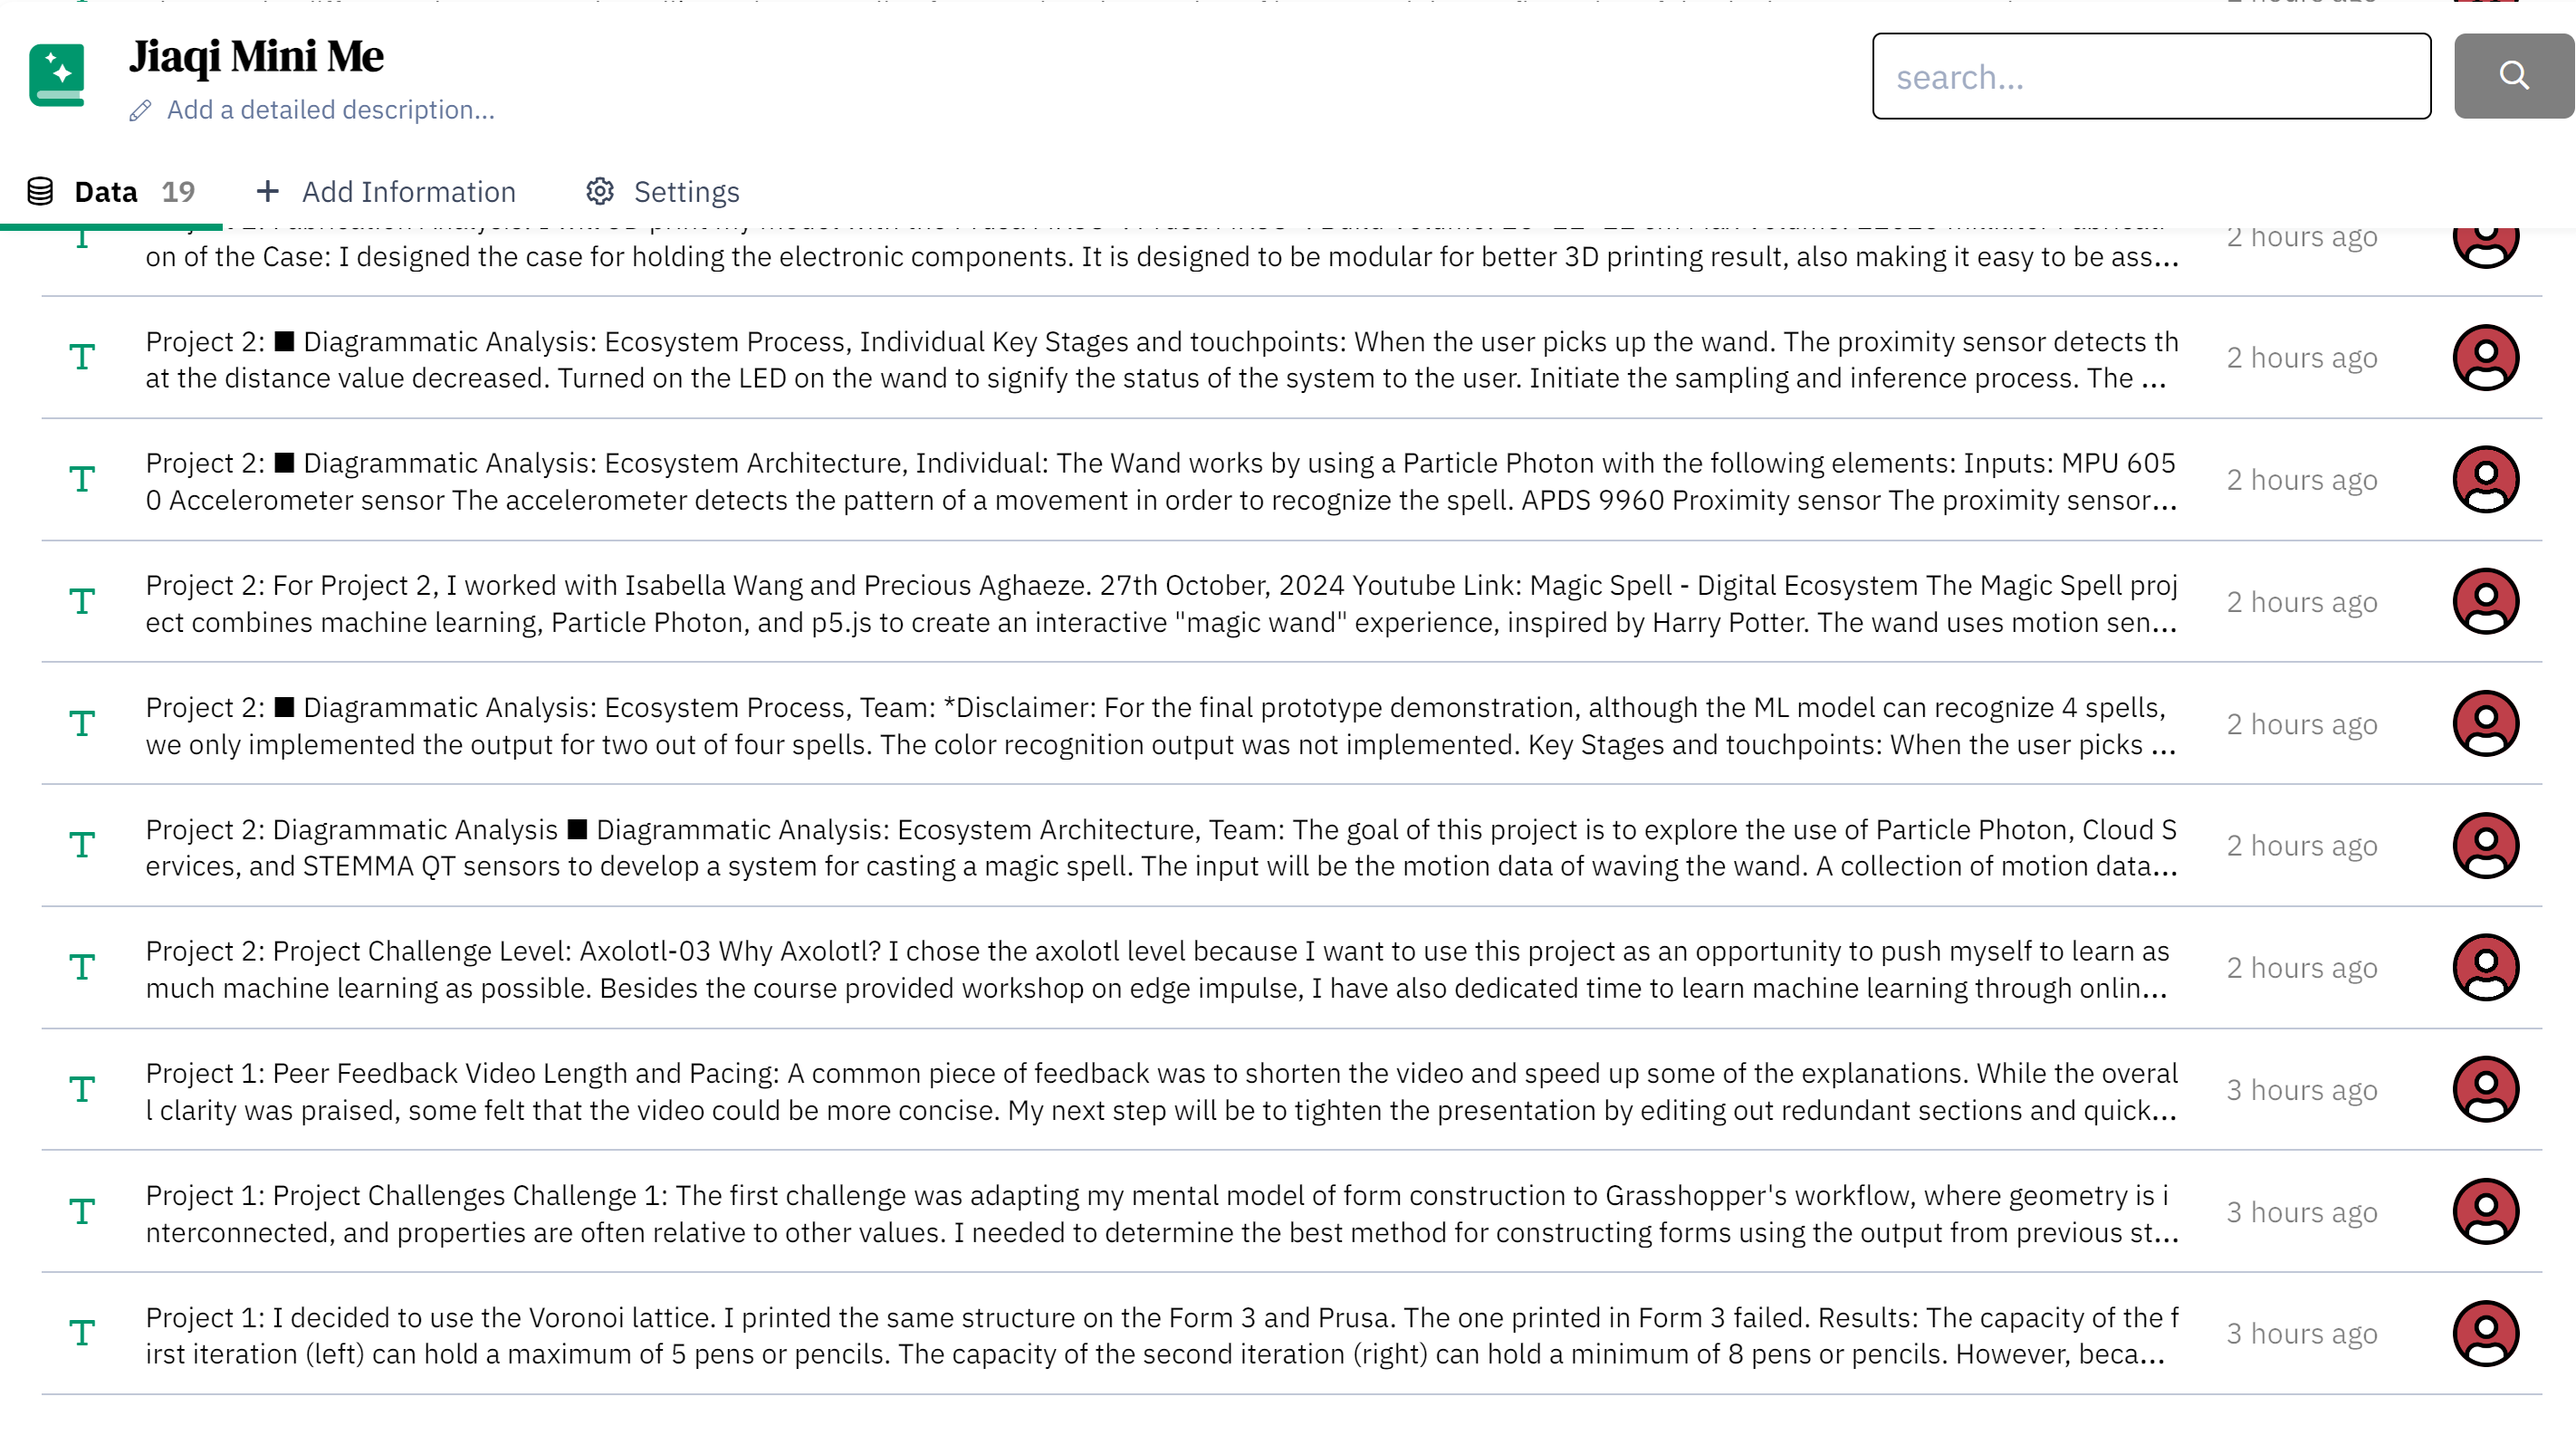 2 hours ago
Jiaqi Mini Me
Add a detailed description...
search...
Data 19
Add Information
Settings
on of the Case: I designed the case for holding the electronic components. It is designed to be modular for better 3D printing result, also making it easy to be ass...
2 hours ago
Project 2: ■ Diagrammatic Analysis: Ecosystem Process, Individual Key Stages and touchpoints: When the user picks up the wand. The proximity sensor detects th
at the distance value decreased. Turned on the LED on the wand to signify the status of the system to the user. Initiate the sampling and inference process. The ...
2 hours ago
Project 2: ■ Diagrammatic Analysis: Ecosystem Architecture, Individual: The Wand works by using a Particle Photon with the following elements: Inputs: MPU 605
0 Accelerometer sensor The accelerometer detects the pattern of a movement in order to recognize the spell. APDS 9960 Proximity sensor The proximity sensor...
2 hours ago
Project 2: For Project 2, I worked with Isabella Wang and Precious Aghaeze. 27th October, 2024 Youtube Link: Magic Spell - Digital Ecosystem The Magic Spell proj
ect combines machine learning, Particle Photon, and p5.js to create an interactive "magic wand" experience, inspired by Harry Potter. The wand uses motion sen...
2 hours ago
Project 2: ■ Diagrammatic Analysis: Ecosystem Process, Team: *Disclaimer: For the final prototype demonstration, although the ML model can recognize 4 spells,
we only implemented the output for two out of four spells. The color recognition output was not implemented. Key Stages and touchpoints: When the user picks ...
2 hours ago
Project 2: Diagrammatic Analysis ■ Diagrammatic Analysis: Ecosystem Architecture, Team: The goal of this project is to explore the use of Particle Photon, Cloud S
ervices, and STEMMA QT sensors to develop a system for casting a magic spell. The input will be the motion data of waving the wand. A collection of motion data...
2 hours ago
Project 2: Project Challenge Level: Axolotl-03 Why Axolotl? I chose the axolotl level because I want to use this project as an opportunity to push myself to learn as
much machine learning as possible. Besides the course provided workshop on edge impulse, I have also dedicated time to learn machine learning through onlin...
2 hours ago
Project 1: Peer Feedback Video Length and Pacing: A common piece of feedback was to shorten the video and speed up some of the explanations. While the overal
l clarity was praised, some felt that the video could be more concise. My next step will be to tighten the presentation by editing out redundant sections and quick...
3 hours ago
Project 1: Project Challenges Challenge 1: The first challenge was adapting my mental model of form construction to Grasshopper's workflow, where geometry is i
nterconnected, and properties are often relative to other values. I needed to determine the best method for constructing forms using the output from previous st...
3 hours ago
Project 1: I decided to use the Voronoi lattice. I printed the same structure on the Form 3 and Prusa. The one printed in Form 3 failed. Results: The capacity of the f
irst iteration (left) can hold a maximum of 5 pens or pencils. The capacity of the second iteration (right) can hold a minimum of 8 pens or pencils. However, beca...
3 hours ago